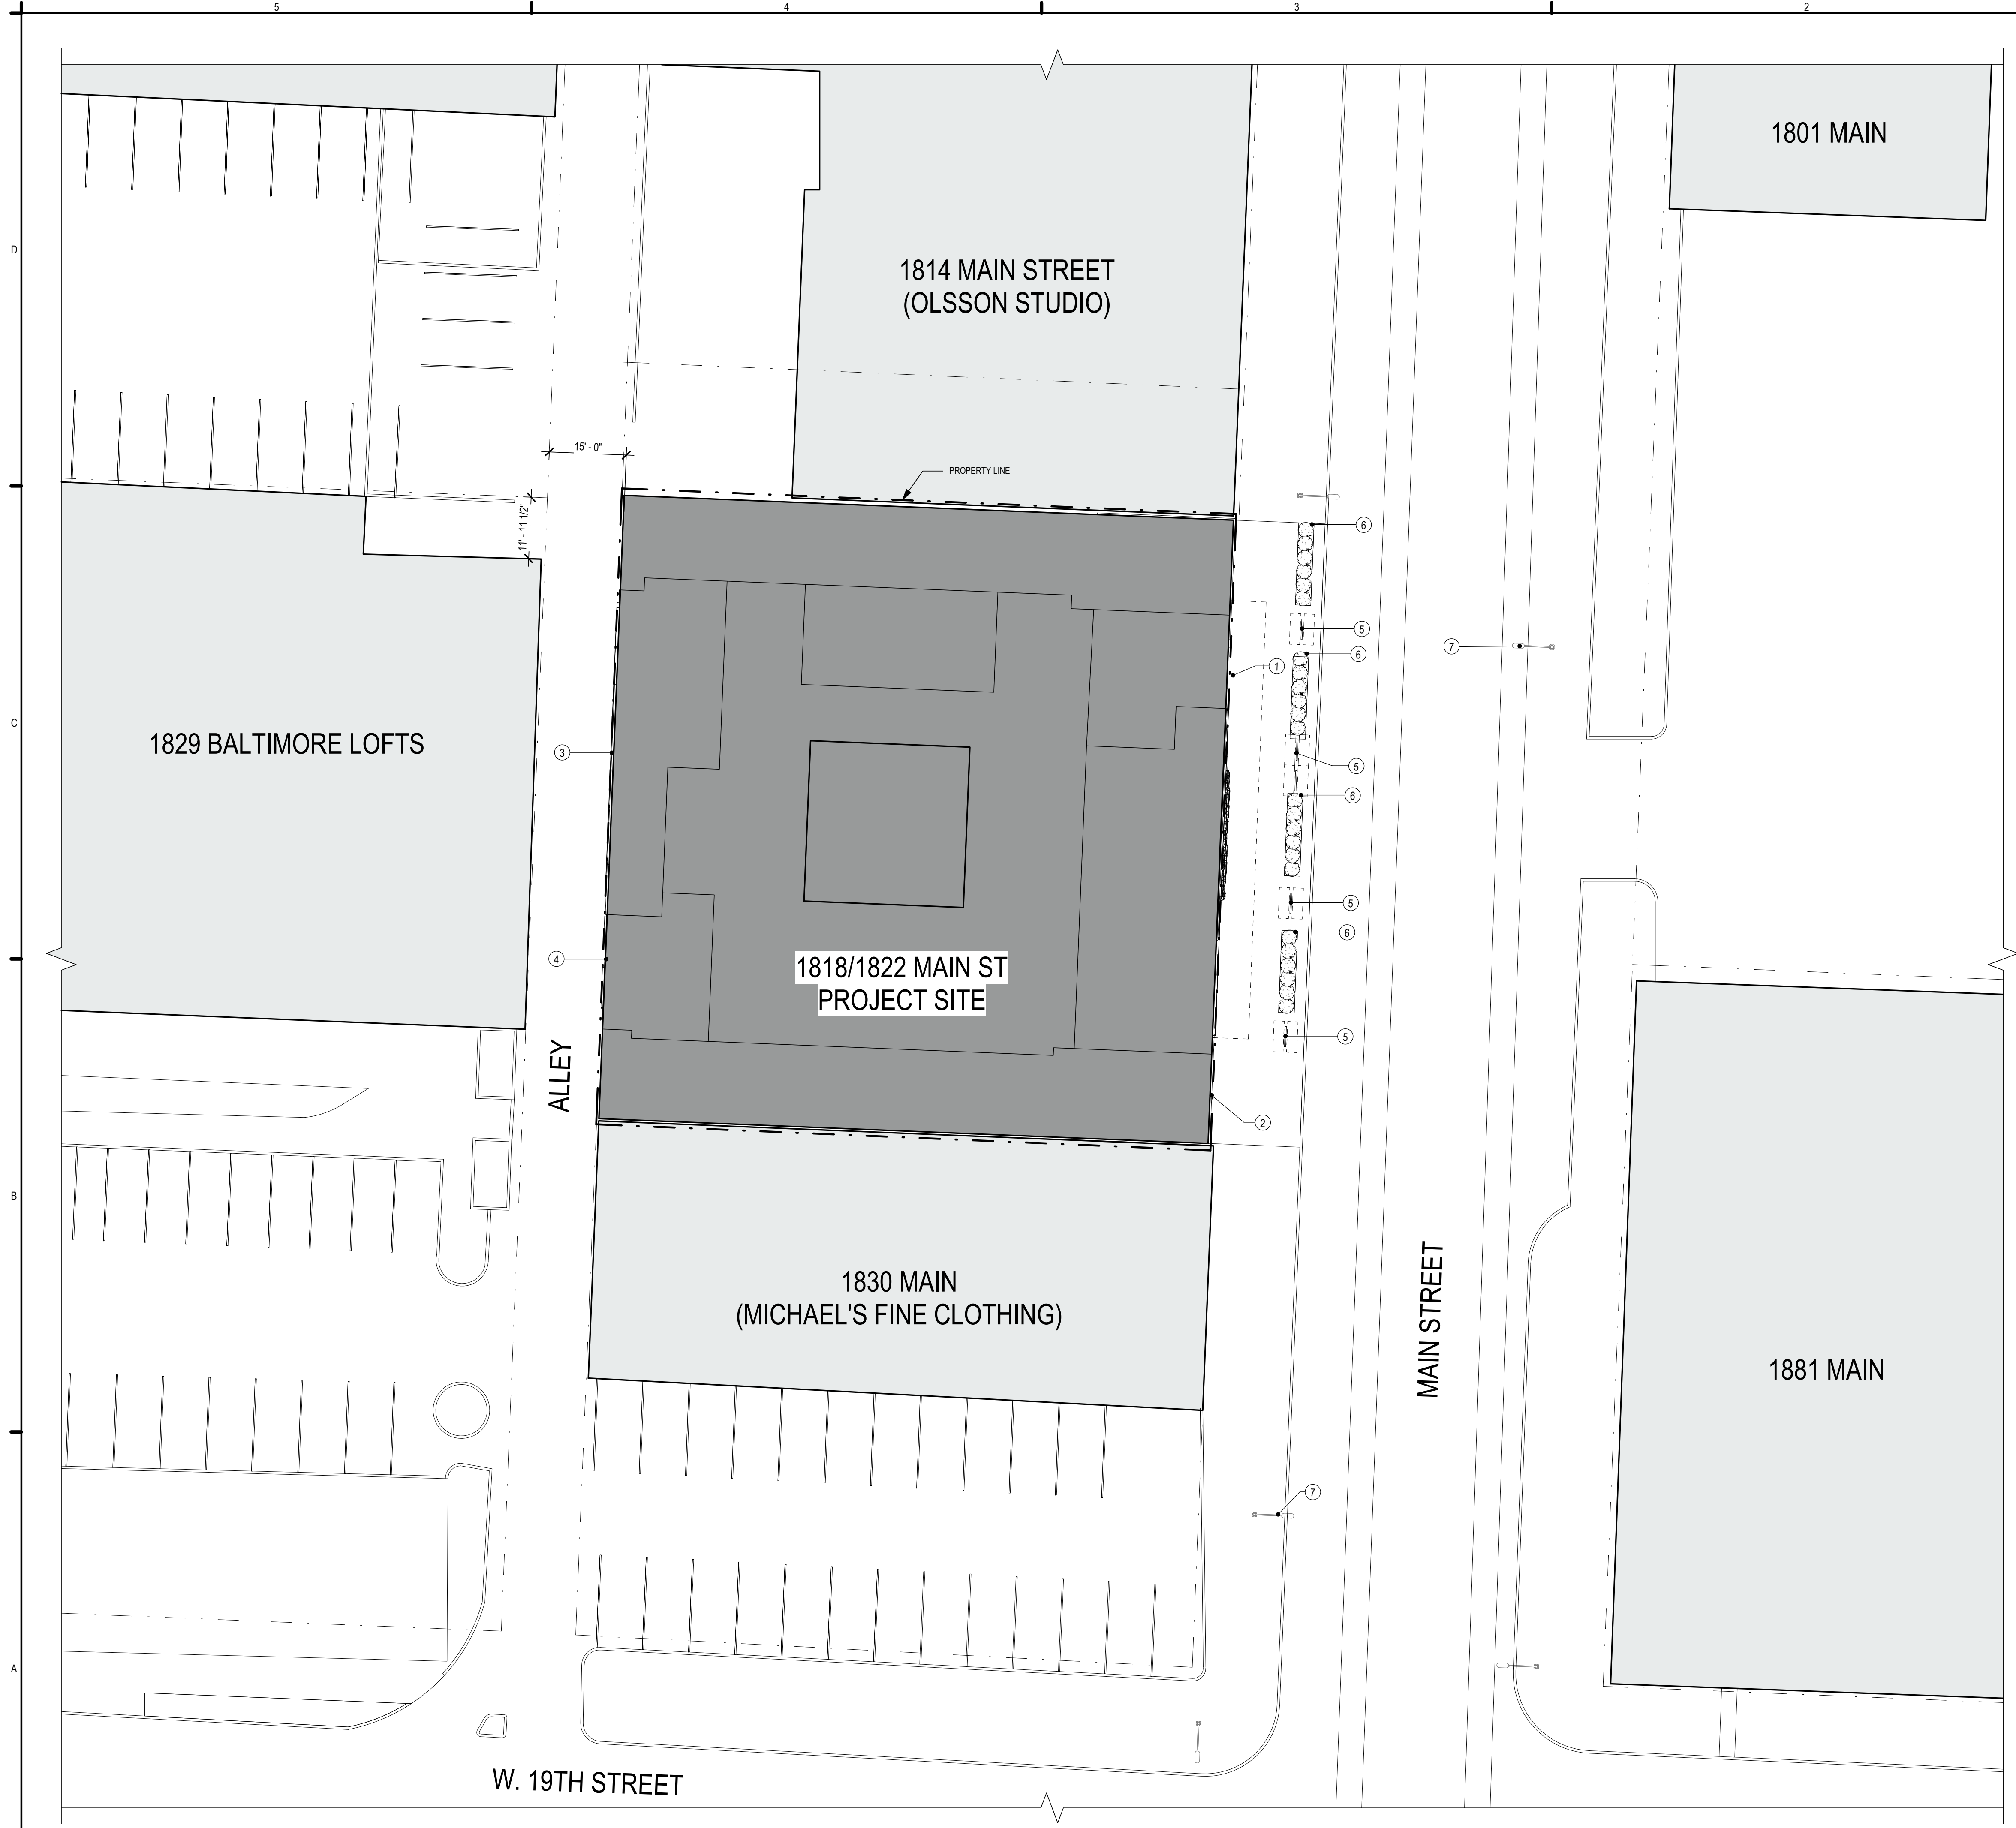 5
4
3
2
1801 MAIN
D
1814 MAIN STREET
(OLSSON STUDIO)
15' - 0"
PROPERTY LINE
11' - 11 1/2"
6
5
7
6
1
C
1829 BALTIMORE LOFTS
3
5
6
5
6
4
1818/1822 MAIN ST
PROJECT SITE
5
ALLEY
2
B
1830 MAIN
(MICHAEL'S FINE CLOTHING)
MAIN STREET
1881 MAIN
7
A
W. 19TH STREET